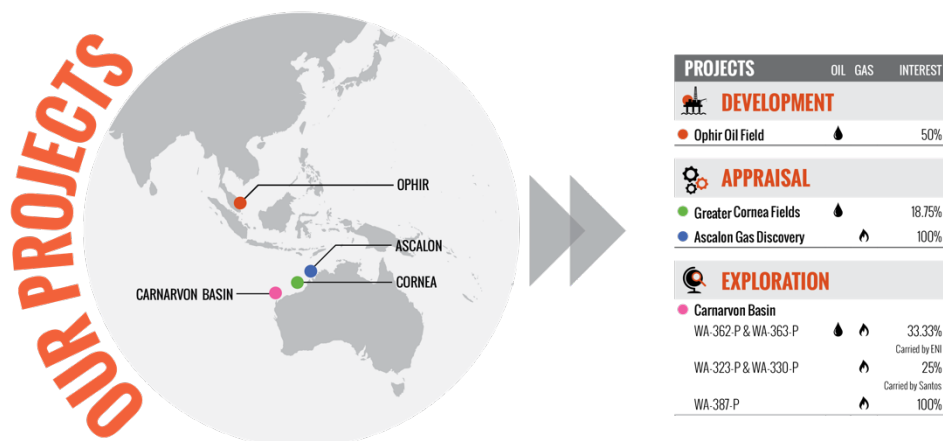 OUR PROJECTS
OPHIR
ASCALON
CORNEA
CARNARVON BASIN
PROJECTS OIL GAS INTEREST
DEVELOPMENT
Ophir Oil Field 50%
APPRAISAL
Greater Cornea Fields 18.75%
Ascalon Gas Discovery 100%
EXPLORATION
Carnarvon Basin
WA-362-P & WA-363-P 33.33%
Carried by ENI
WA-323-P & WA-330-P 25%
Carried by Santos
WA-387-P 100%